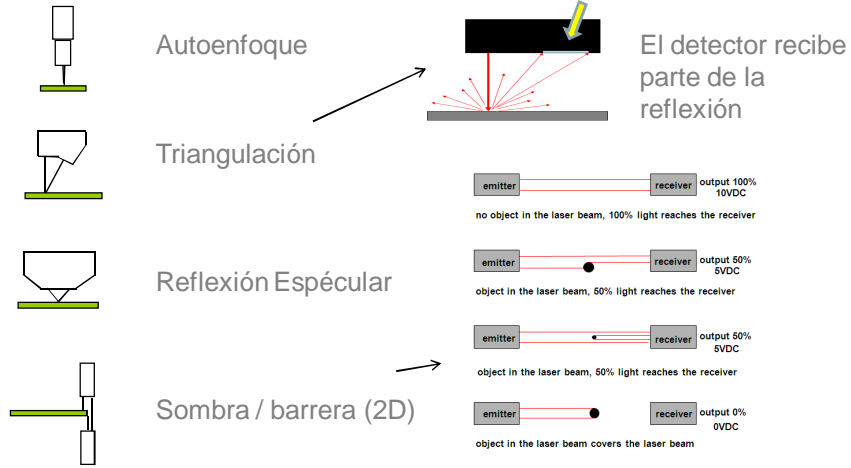 Autoenfoque
El detector recibe
parte de la
reflexión
Triangulación
emitter
receiver
output 100%
10VDC
no object in the laser beam, 100% light reaches the receiver
Reflexión Espécular
emitter
receiver
output 50%
5VDC
object in the laser beam, 50% light reaches the receiver
emitter
receiver
output 50%
5VDC
object in the laser beam, 50% light reaches the receiver
Sombra / barrera (2D)
emitter
receiver
output 0%
0VDC
object in the laser beam covers the laser beam